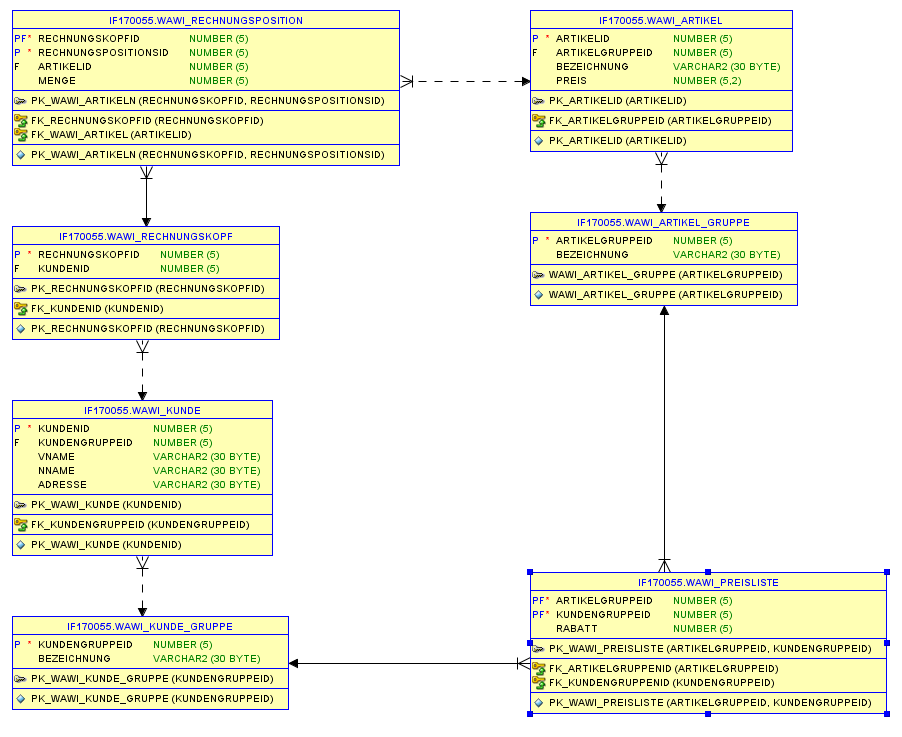 IF170055.WAWI_RECHNUNGSPOSITION
PF* RECHNUNGSKOPFID NUMBER (5)
P * RECHNUNGSPOSITIONSID NUMBER (5)
F ARTIKELID NUMBER (5)
MENGE NUMBER (5)
PK_WAWI_ARTIKELN (RECHNUNGSKOPFID, RECHNUNGSPOSITIONSID)
FK_RECHNUNGSKOPFID (RECHNUNGSKOPFID)
FK_WAWI_ARTIKEL (ARTIKELID)
PK_WAWI_ARTIKELN (RECHNUNGSKOPFID, RECHNUNGSPOSITIONSID)
IF170055.WAWI_ARTIKEL
P * ARTIKELID NUMBER (5)
F ARTIKELGRUPPEID NUMBER (5)
BEZEICHNUNG VARCHAR2 (30 BYTE)
PREIS NUMBER (5,2)
PK_ARTIKELID (ARTIKELID)
FK_ARTIKELGRUPPEID (ARTIKELGRUPPEID)
PK_ARTIKELID (ARTIKELID)
IF170055.WAWI_RECHNUNGSKOPF
P * RECHNUNGSKOPFID NUMBER (5)
F KUNDENID NUMBER (5)
PK_RECHNUNGSKOPFID (RECHNUNGSKOPFID)
FK_KUNDENID (KUNDENID)
PK_RECHNUNGSKOPFID (RECHNUNGSKOPFID)
IF170055.WAWI_ARTIKEL_GRUPPE
P * ARTIKELGRUPPEID NUMBER (5)
BEZEICHNUNG VARCHAR2 (30 BYTE)
WAWI_ARTIKEL_GRUPPE (ARTIKELGRUPPEID)
WAWI_ARTIKEL_GRUPPE (ARTIKELGRUPPEID)
IF170055.WAWI_KUNDE
P * KUNDENID NUMBER (5)
F KUNDENGRUPPEID NUMBER (5)
VNAME VARCHAR2 (30 BYTE)
NNAME VARCHAR2 (30 BYTE)
ADRESSE VARCHAR2 (30 BYTE)
PK_WAWI_KUNDE (KUNDENID)
FK_KUNDENGRUPPEID (KUNDENGRUPPEID)
PK_WAWI_KUNDE (KUNDENID)
IF170055.WAWI_KUNDE_GRUPPE
P * KUNDENGRUPPEID NUMBER (5)
BEZEICHNUNG VARCHAR2 (30 BYTE)
PK_WAWI_KUNDE_GRUPPE (KUNDENGRUPPEID)
PK_WAWI_KUNDE_GRUPPE (KUNDENGRUPPEID)
IF170055.WAWI_PREISLISTE
PF* ARTIKELGRUPPEID NUMBER (5)
PF* KUNDENGRUPPEID NUMBER (5)
RABATT NUMBER (5)
PK_WAWI_PREISLISTE (ARTIKELGRUPPEID, KUNDENGRUPPEID)
FK_ARTIKELGRUPPENID (ARTIKELGRUPPEID)
FK_KUNDENGRUPPENID (KUNDENGRUPPEID)
PK_WAWI_PREISLISTE (ARTIKELGRUPPEID, KUNDENGRUPPEID)